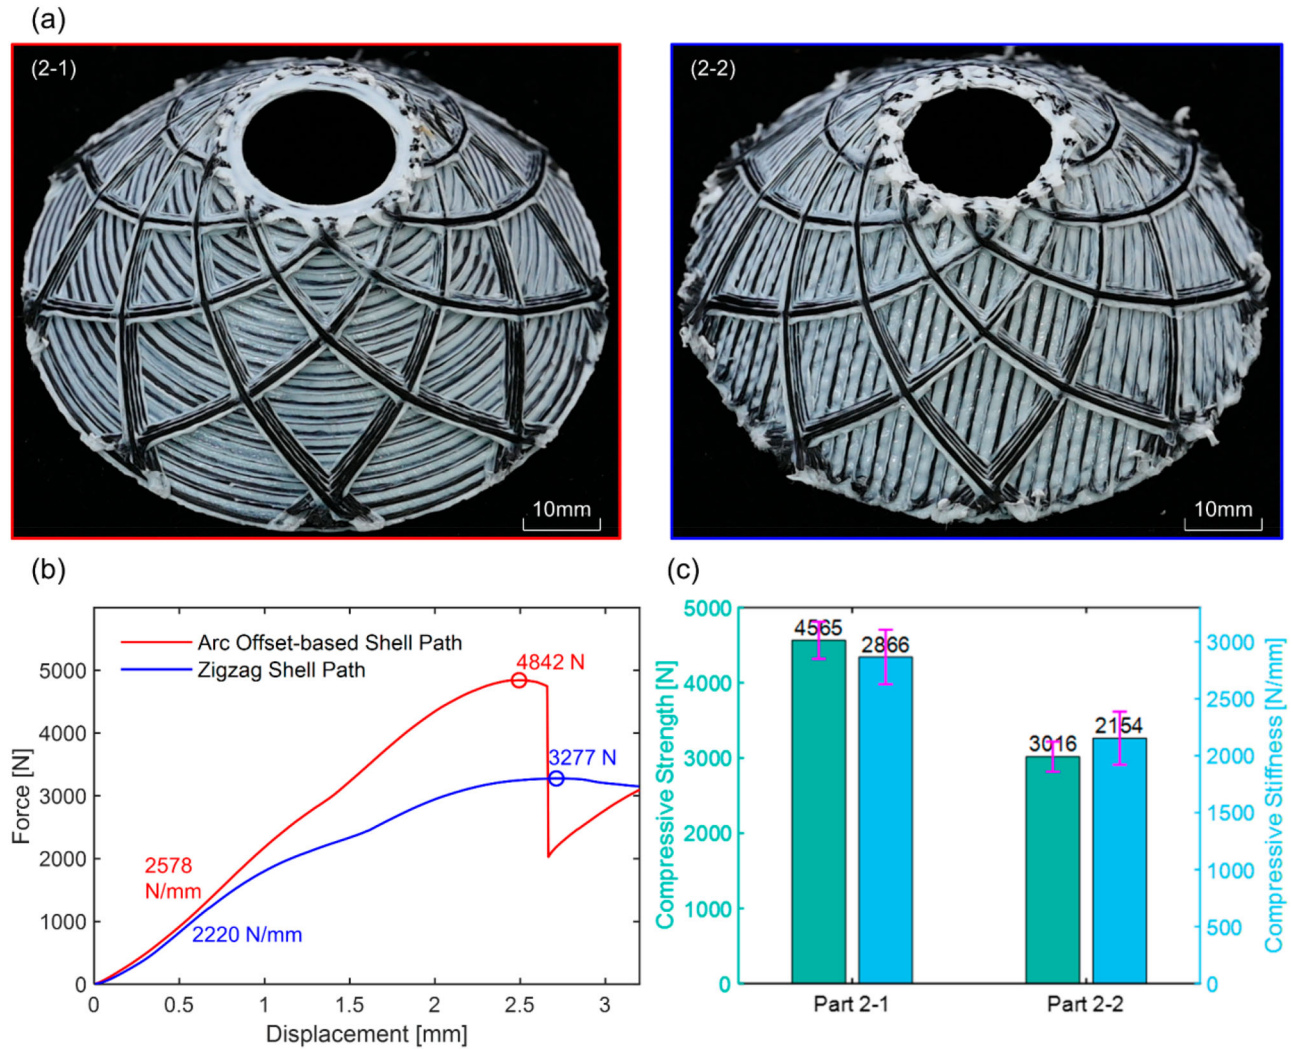 (a)
(2-1)
(2-2)
10mm
10mm
(b)
(c)
Arc Offset-based Shell Path
Zigzag Shell Path
4842 N
3277 N
2578
N/mm
2220 N/mm
Force [N]
5000
4000
3000
2000
1000
0
0
0.5
1
1.5
2
2.5
3
Displacement [mm]
Compressive Strength [N]
5000
4000
3000
2000
1000
0
4565
2866
3016
2154
Part 2-1
Part 2-2
3000
2500
2000
1500
1000
500
0
Compressive Stiffness [N/mm]